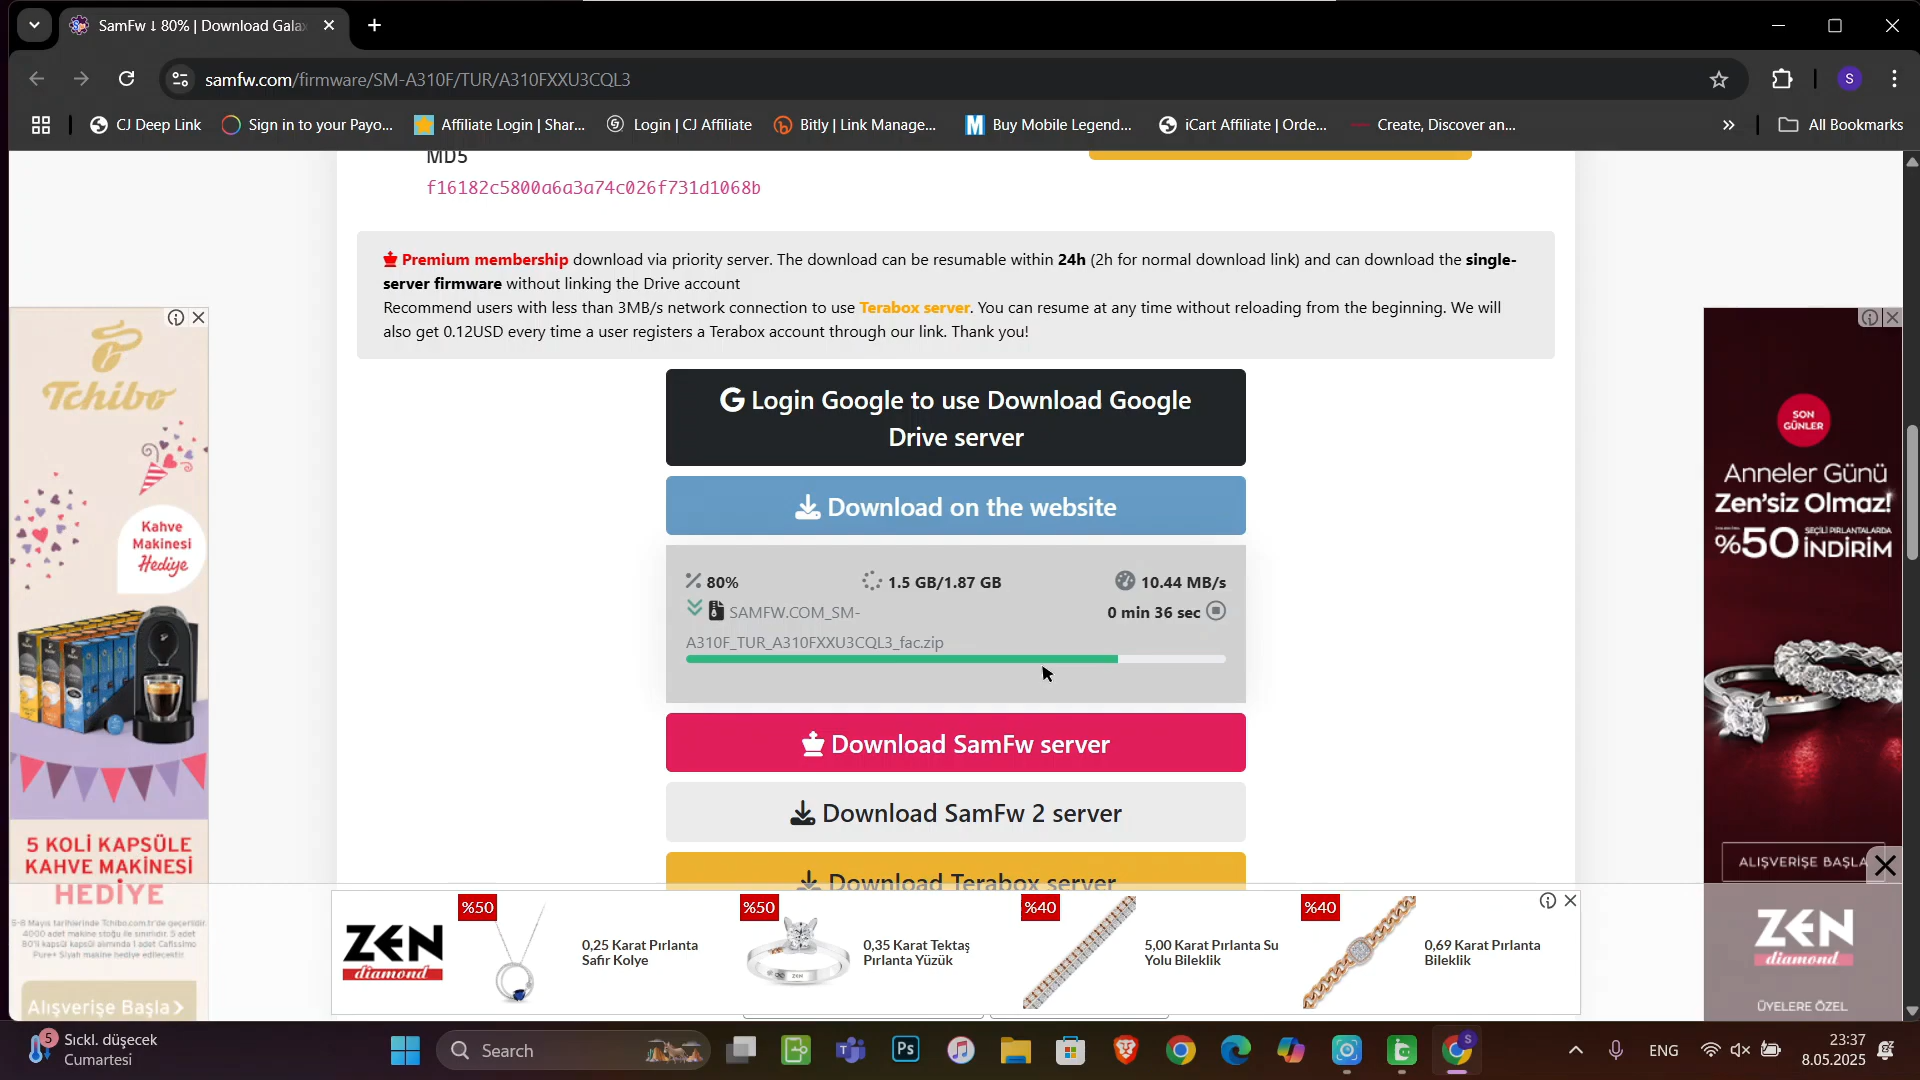 SamFw ↓ 80% | Download Gala
samfw.com/firmware/SM-A310F/TUR/A310FXXU3CQL3
S
CJ Deep Link
Sign in to your Payo...
Affiliate Login | Shar...
Login | CJ Affiliate
Bitly | Link Manage...
Buy Mobile Legend...
iCart Affiliate | Orde...
Create, Discover an...
All Bookmarks
MD5
f16182c5800a6a3a74c026f731d1068b
Premium membership download via priority server. The download can be resumable within 24h (2h for normal download link) and can download the single-
server firmware without linking the Drive account
Recommend users with less than 3MB/s network connection to use Terabox server. You can resume at any time without reloading from the beginning. We will
also get 0.12USD every time a user registers a Terabox account through our link. Thank you!
Login Google to use Download Google
Drive server
Download on the website
80%
1.5 GB/1.87 GB
10.44 MB/s
SAMFW.COM_SM-
0 min 36 sec
A310F_TUR_A310FXXU3CQL3_fac.zip
Download SamFw server
Download SamFw 2 server
Download Terabox server
Tchibo
Kahve
Makinesi
Hediye
5 KOLİ KAPSÜLE
KAHVE MAKİNESİ
HEDİYE
Alışverişe Başla
SON
GÜNLER
Anneler Günü
Zen'siz Olmaz!
%50 SEÇİLİ PIRLANTALARDA
İNDİRİM
ALIŞVERİŞE BAŞLA
ZEN
diamond
ÜYELERE ÖZEL
ZEN
diamond
%50
0,25 Karat Pırlanta
Safir Kolye
%50
0,35 Karat Tektaş
Pırlanta Yüzük
%40
5,00 Karat Pırlanta Su
Yolu Bileklik
%40
0,69 Karat Pırlanta
Bileklik
5
Sıckl. düşecek
Cumartesi
Search
Ps
S
ENG
23:37
8.05.2025